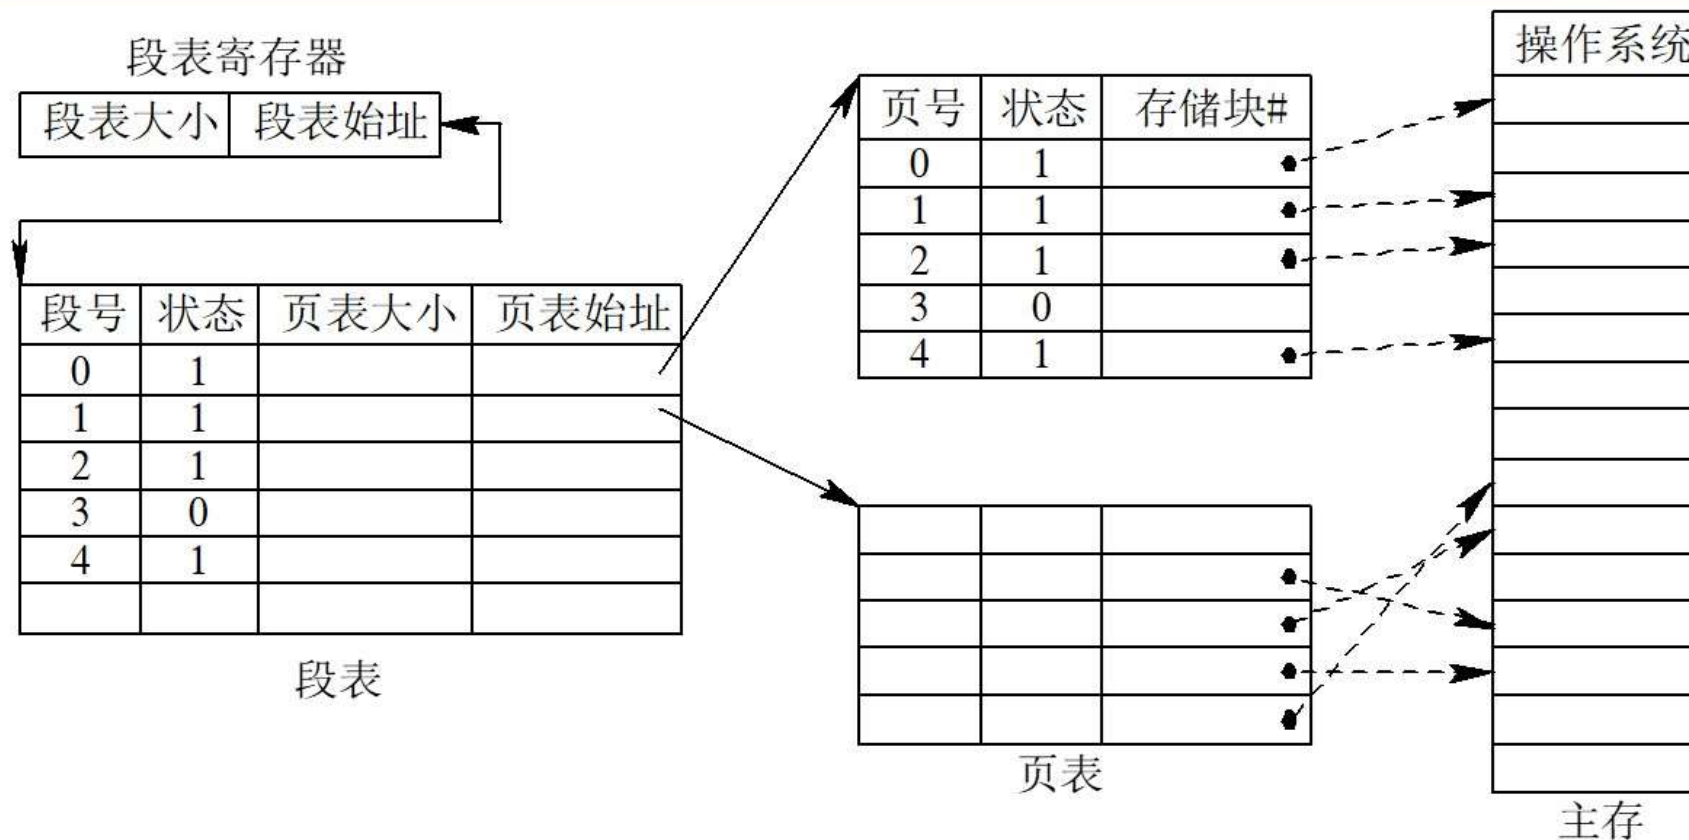 段表寄存器
段表大小 段表始址
段号 状态 页表大小 页表始址
0 1
1 1
2 1
3 0
4 1
段表
页号 状态 存储块#
0 1
1 1
2 1
3 0
4 1
页表
操作系统
主存